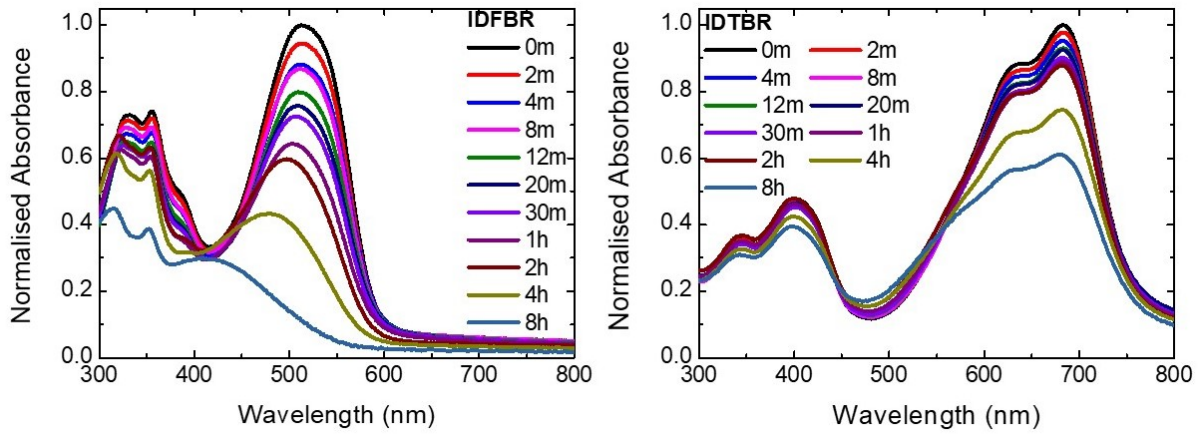 IDFBR
0m
2m
4m
8m
12m
20m
30m
1h
2h
4h
8h
1.0
0.8
0.6
0.4
0.2
0.0
Normalised Absorbance
300 400 500 600 700 800
Wavelength (nm)
IDTBR
0m 2m
4m 8m
12m 20m
30m 1h
2h 4h
8h
1.0
0.8
0.6
0.4
0.2
0.0
Normalised Absorbance
300 400 500 600 700 800
Wavelength (nm)